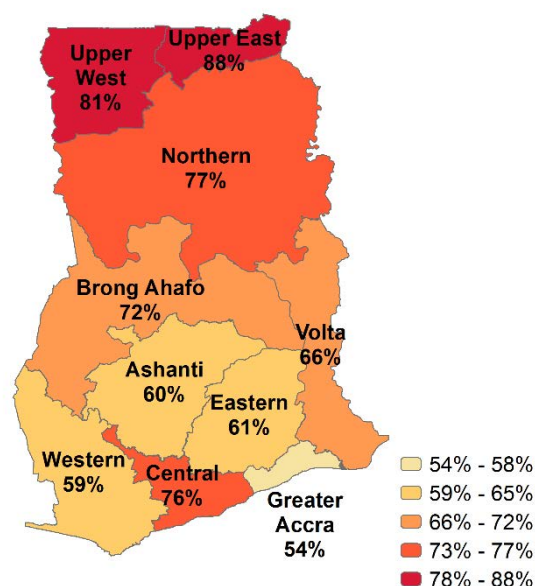 Upper East
88%
Upper
West
81%
Northern
77%
Brong Ahafo
72%
Volta
66%
Ashanti
60%
Eastern
61%
Western
59%
Central
76%
Greater
Accra
54%
54% - 58%
59% - 65%
66% - 72%
73% - 77%
78% - 88%